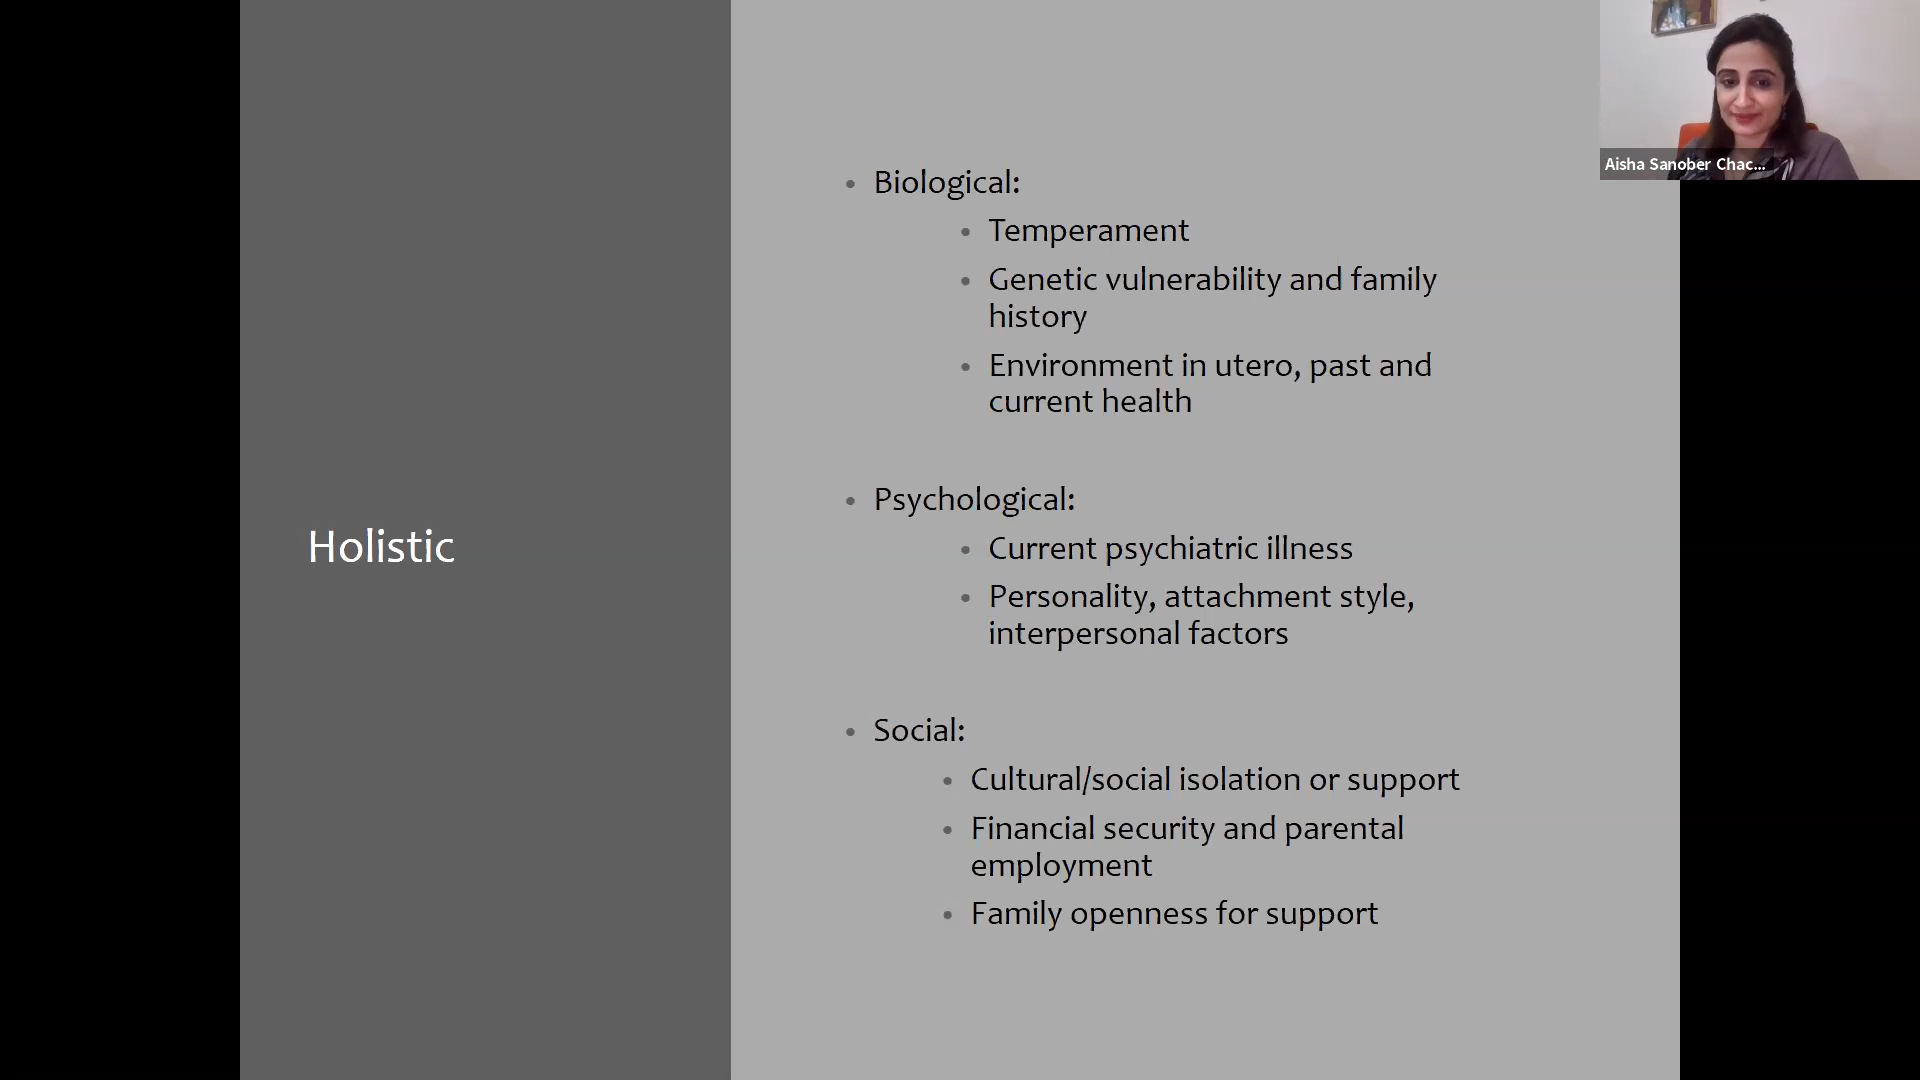 Holistic
• Biological:
• Temperament
• Genetic vulnerability and family
history
• Environment in utero, past and
current health
• Psychological:
• Current psychiatric illness
• Personality, attachment style,
interpersonal factors
• Social:
• Cultural/social isolation or support
• Financial security and parental
employment
• Family openness for support
Aisha Sanober Chac...